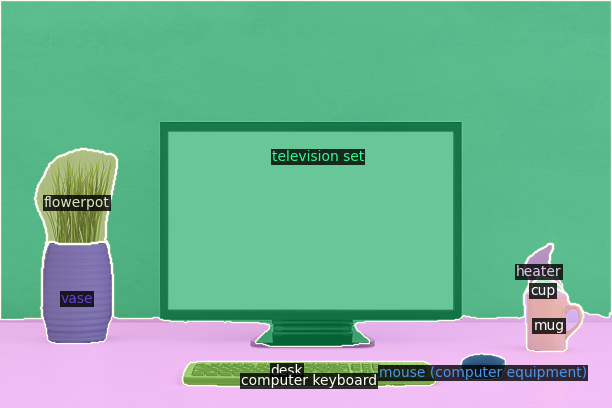 television set
flowerpot
heater
cup
vase
mug
desk
mouse (computer equipment)
computer keyboard